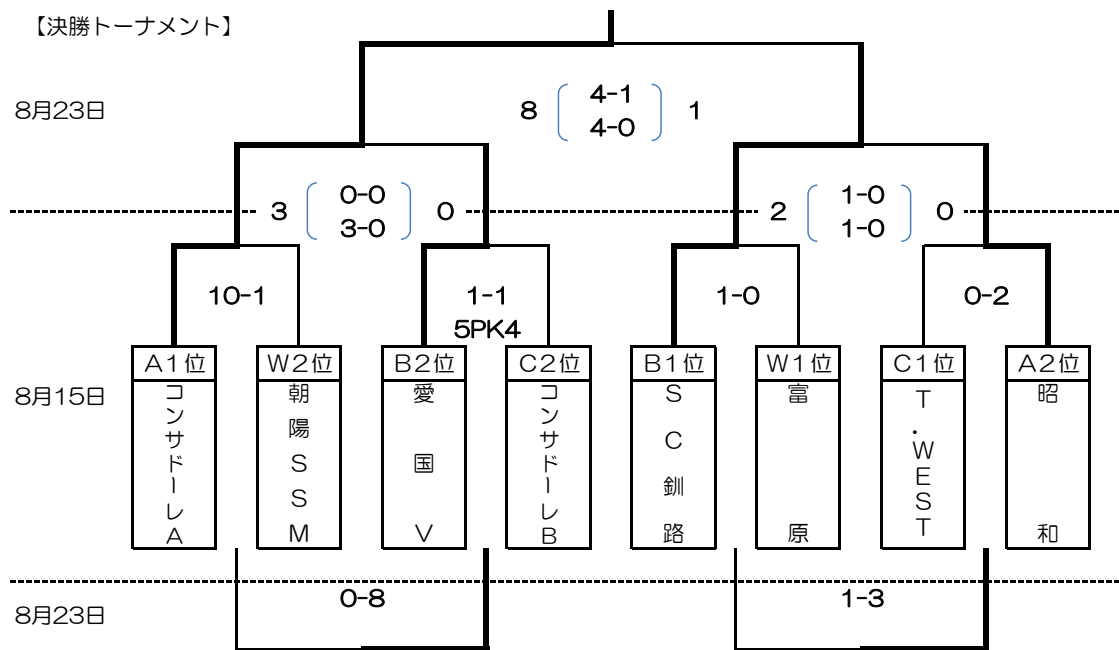 【決勝トーナメント】
8月23日
8 4-1 1
4-0
3 0-0 0
3-0
2 1-0 0
1-0
10-1
1-1
5PK4
1-0
0-2
A1位 W2位 B2位 C2位 B1位 W1位 C1位 A2位
8月15日
コンサドーレA
朝陽SSM
愛国V
コンサドーレB
SC釧路
富原
T.WEST
昭和
8月23日
0-8
1-3